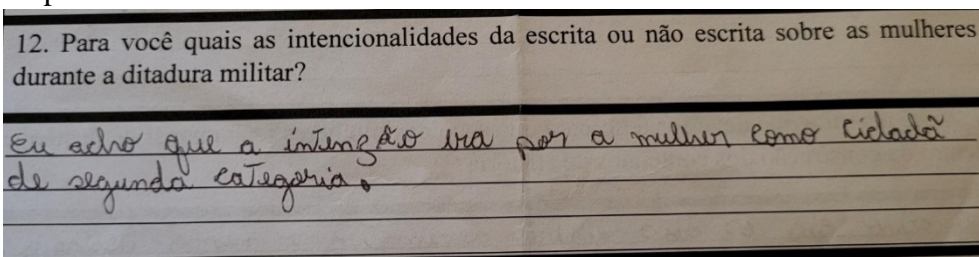 12. Para você quais as intencionalidades da escrita ou não escrita sobre as mulheres
durante a ditadura militar?
Eu acho que a intenção era por a mulher como cidadã
de segunda categoria.